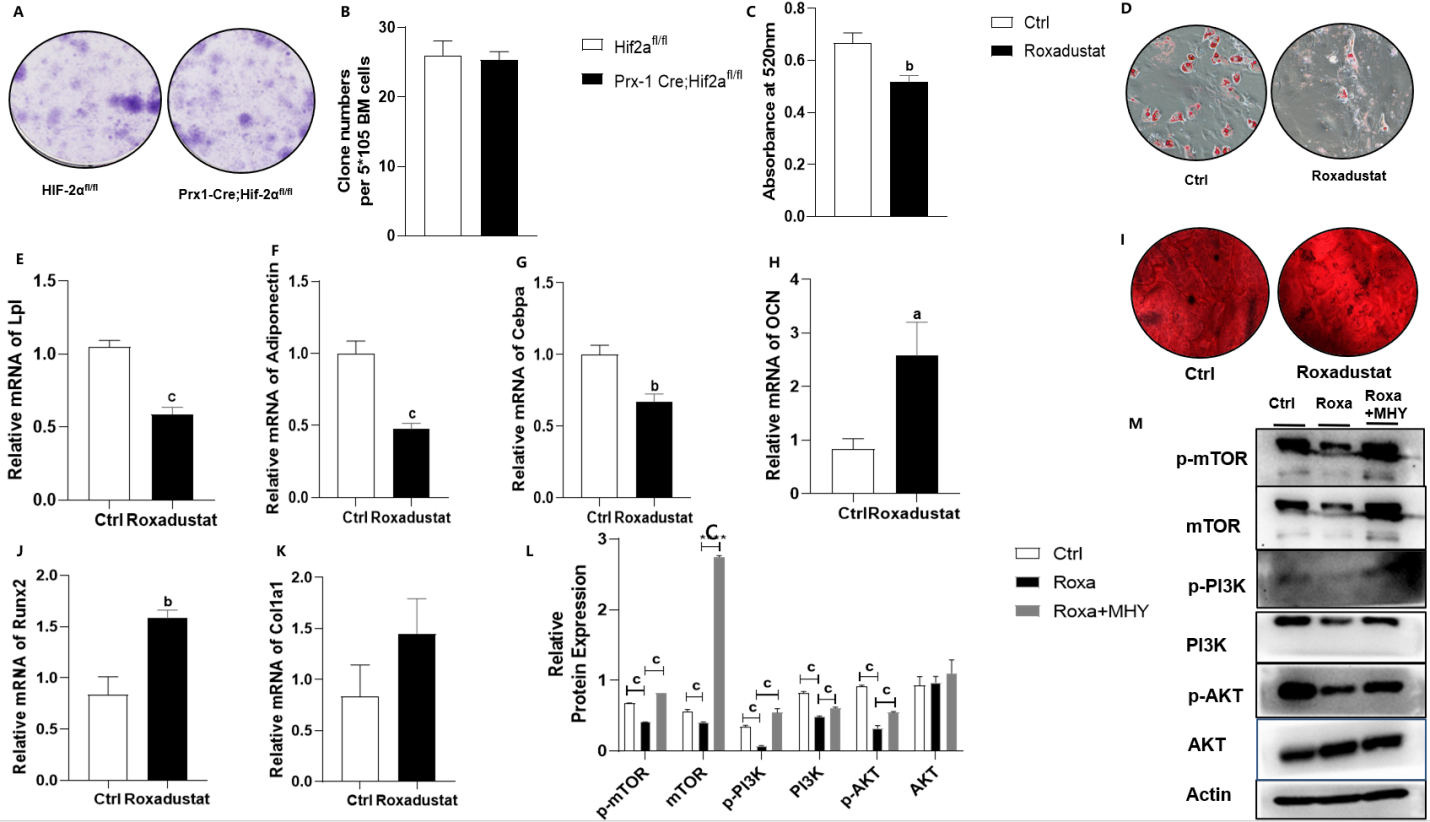 A
HIF-2αfl/fl
Prx1-Cre;Hif-2αfl/fl
B
Clone numbers
per 5*105 BM cells
30
20
10
0
Hif2afl/fl
Prx-1 Cre;Hif2afl/fl
C
Absorbance at 520nm
0.8
0.6
0.4
0.2
0.0
b
Ctrl
Roxadustat
D
Ctrl
Roxadustat
E
Relative mRNA of Lpl
1.5
1.0
0.5
0.0
c
Ctrl Roxadustat
F
Relative mRNA of Adiponectin
1.5
1.0
0.5
0.0
c
Ctrl Roxadustat
G
Relative mRNA of Cebpa
1.5
1.0
0.5
0.0
b
Ctrl Roxadustat
H
Relative mRNA of OCN
4
3
2
1
0
a
Ctrl Roxadustat
I
Ctrl
Roxadustat
J
Relative mRNA of Runx2
2.0
1.5
1.0
0.5
0.0
b
Ctrl Roxadustat
K
Relative mRNA of Col1a1
2.0
1.5
1.0
0.5
0.0
Ctrl Roxadustat
L
Relative
Protein Expression
3
2
1
0
c
c
c
C
c
c
c
c
c
c
p-mTOR
mTOR
p-PI3K
PI3K
p-AKT
AKT
Ctrl
Roxa
Roxa+MHY
M
Ctrl
Roxa
Roxa
+MHY
p-mTOR
mTOR
p-PI3K
PI3K
p-AKT
AKT
Actin